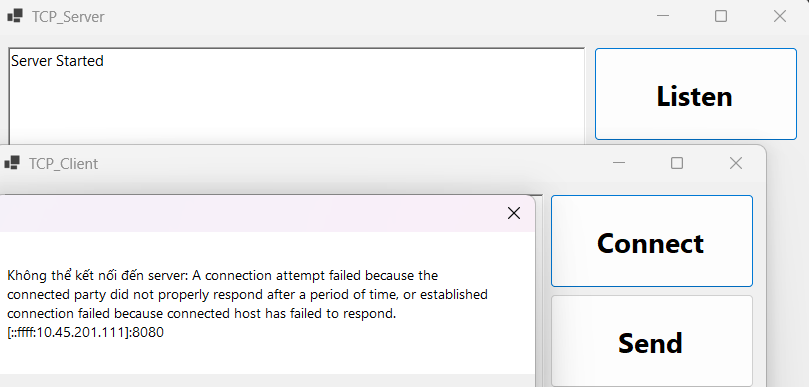 TCP_Server
Server Started
Listen
TCP_Client
Connect
Không thể kết nối đến server: A connection attempt failed because the
connected party did not properly respond after a period of time, or established
connection failed because connected host has failed to respond.
[::ffff:10.45.201.111]:8080
Send